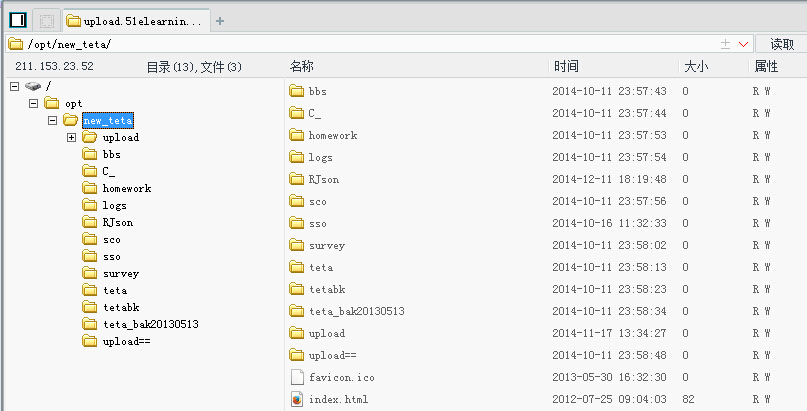 upload.51elearnin...
/opt/new_teta/ 读取
211.153.23.52 目录(13),文件(3) 名称 时间 大小 属性
/
opt
new_teta
upload
bbs
C_
homework
logs
RJson
sco
sso
survey
teta
tetabk
teta_bak20130513
upload==
bbs 2014-10-11 23:57:43 0 R W
C_ 2014-10-11 23:57:44 0 R W
homework 2014-10-11 23:57:53 0 R W
logs 2014-10-11 23:57:54 0 R W
RJson 2014-12-11 18:19:48 0 R W
sco 2014-10-11 23:57:56 0 R W
sso 2014-10-16 11:32:33 0 R W
survey 2014-10-11 23:58:02 0 R W
teta 2014-10-11 23:58:13 0 R W
tetabk 2014-10-11 23:58:23 0 R W
teta_bak20130513 2014-10-11 23:58:34 0 R W
upload 2014-11-17 13:34:27 0 R W
upload== 2014-10-11 23:58:48 0 R W
favicon.ico 2013-05-30 16:32:30 0 R W
index.html 2012-07-25 09:04:03 82 R W